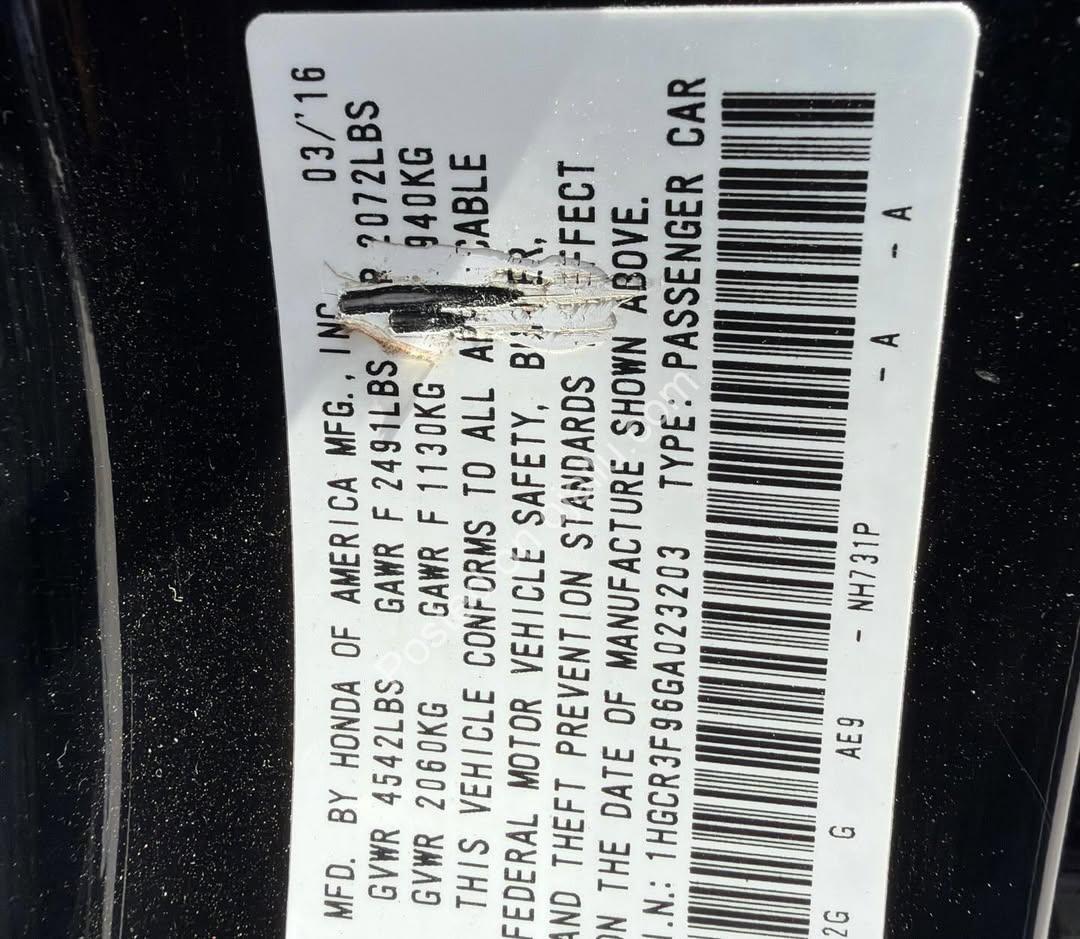 MFD. BY HONDA OF AMERICA MFG., INC 03/'16
GVWR 4542LBS GAWR F 2491LBS R 2072LBS
GVWR 2060KG GAWR F 1130KG 940KG
THIS VEHICLE CONFORMS TO ALL CABLE
FEDERAL MOTOR VEHICLE SAFETY,
AND THEFT PREVENTION STANDARDS FFECT
ON THE DATE OF MANUFACTURE SHOWN ABOVE.
I.N.: 1HGCR3F96GA023203 TYPE: PASSENGER CAR
2G G AE9 - NH731P - A - A